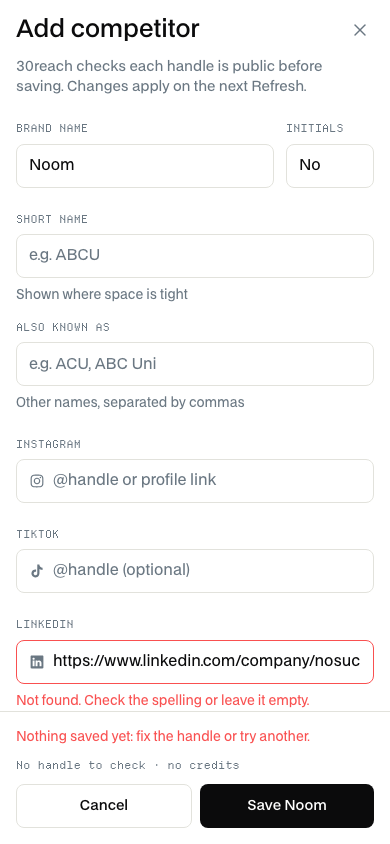 Add competitor
30reach checks each handle is public before
saving. Changes apply on the next Refresh.
BRAND NAME
INITIALS
Noom
No
SHORT NAME
e.g. ABCU
Shown where space is tight
ALSO KNOWN AS
e.g. ACU, ABC Uni
Other names, separated by commas
INSTAGRAM
@handle or profile link
TIKTOK
@handle (optional)
LINKEDIN
https://www.linkedin.com/company/nosuc
Not found. Check the spelling or leave it empty.
Nothing saved yet: fix the handle or try another.
No handle to check · no credits
Cancel
Save Noom